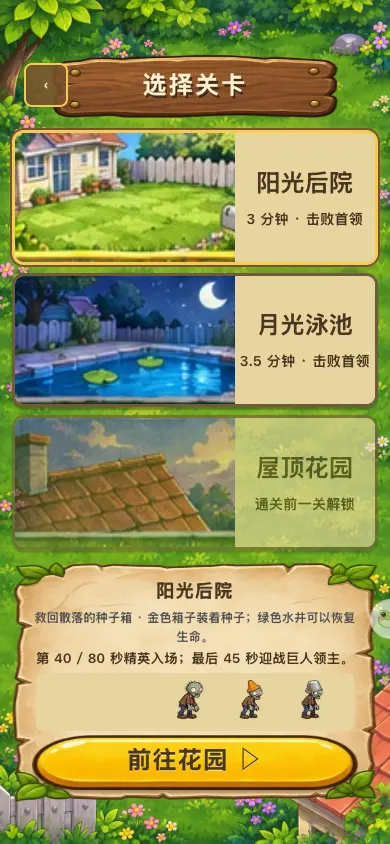 ‹
选择关卡
阳光后院
3 分钟 · 击败首领
月光泳池
3.5 分钟 · 击败首领
屋顶花园
通关前一关解锁
阳光后院
救回散落的种子箱 · 金色箱子装着种子；绿色水井可以恢复
生命。
第 40 / 80 秒精英入场；最后 45 秒迎战巨人领主。
前往花园 ▷